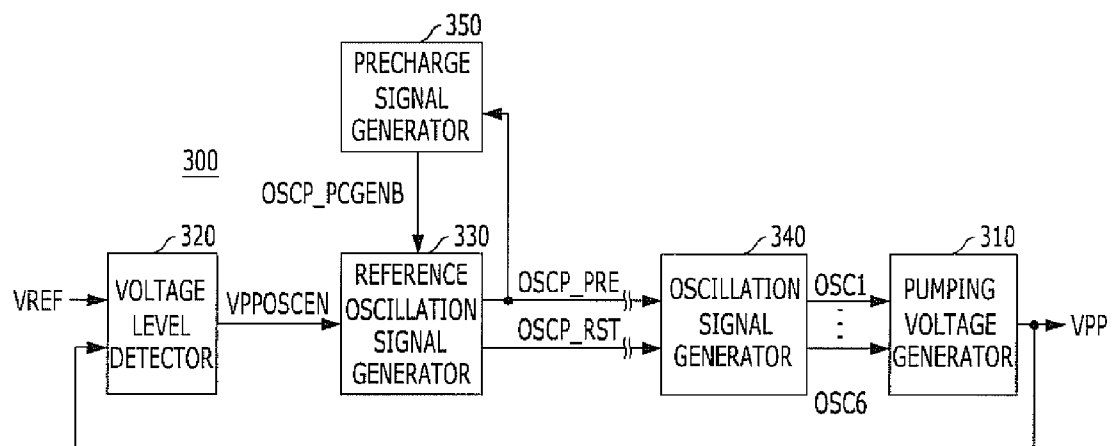 350
PRECHARGE
SIGNAL
GENERATOR
300
OSCP_PCGENB
320
330
340
310
VREF
VOLTAGE
LEVEL
DETECTOR
VPPOSCEN
REFERENCE
OSCILLATION
SIGNAL
GENERATOR
OSCP_PRE
OSCP_RST
OSCILLATION
SIGNAL
GENERATOR
OSC1
OSC6
PUMPING
VOLTAGE
GENERATOR
VPP